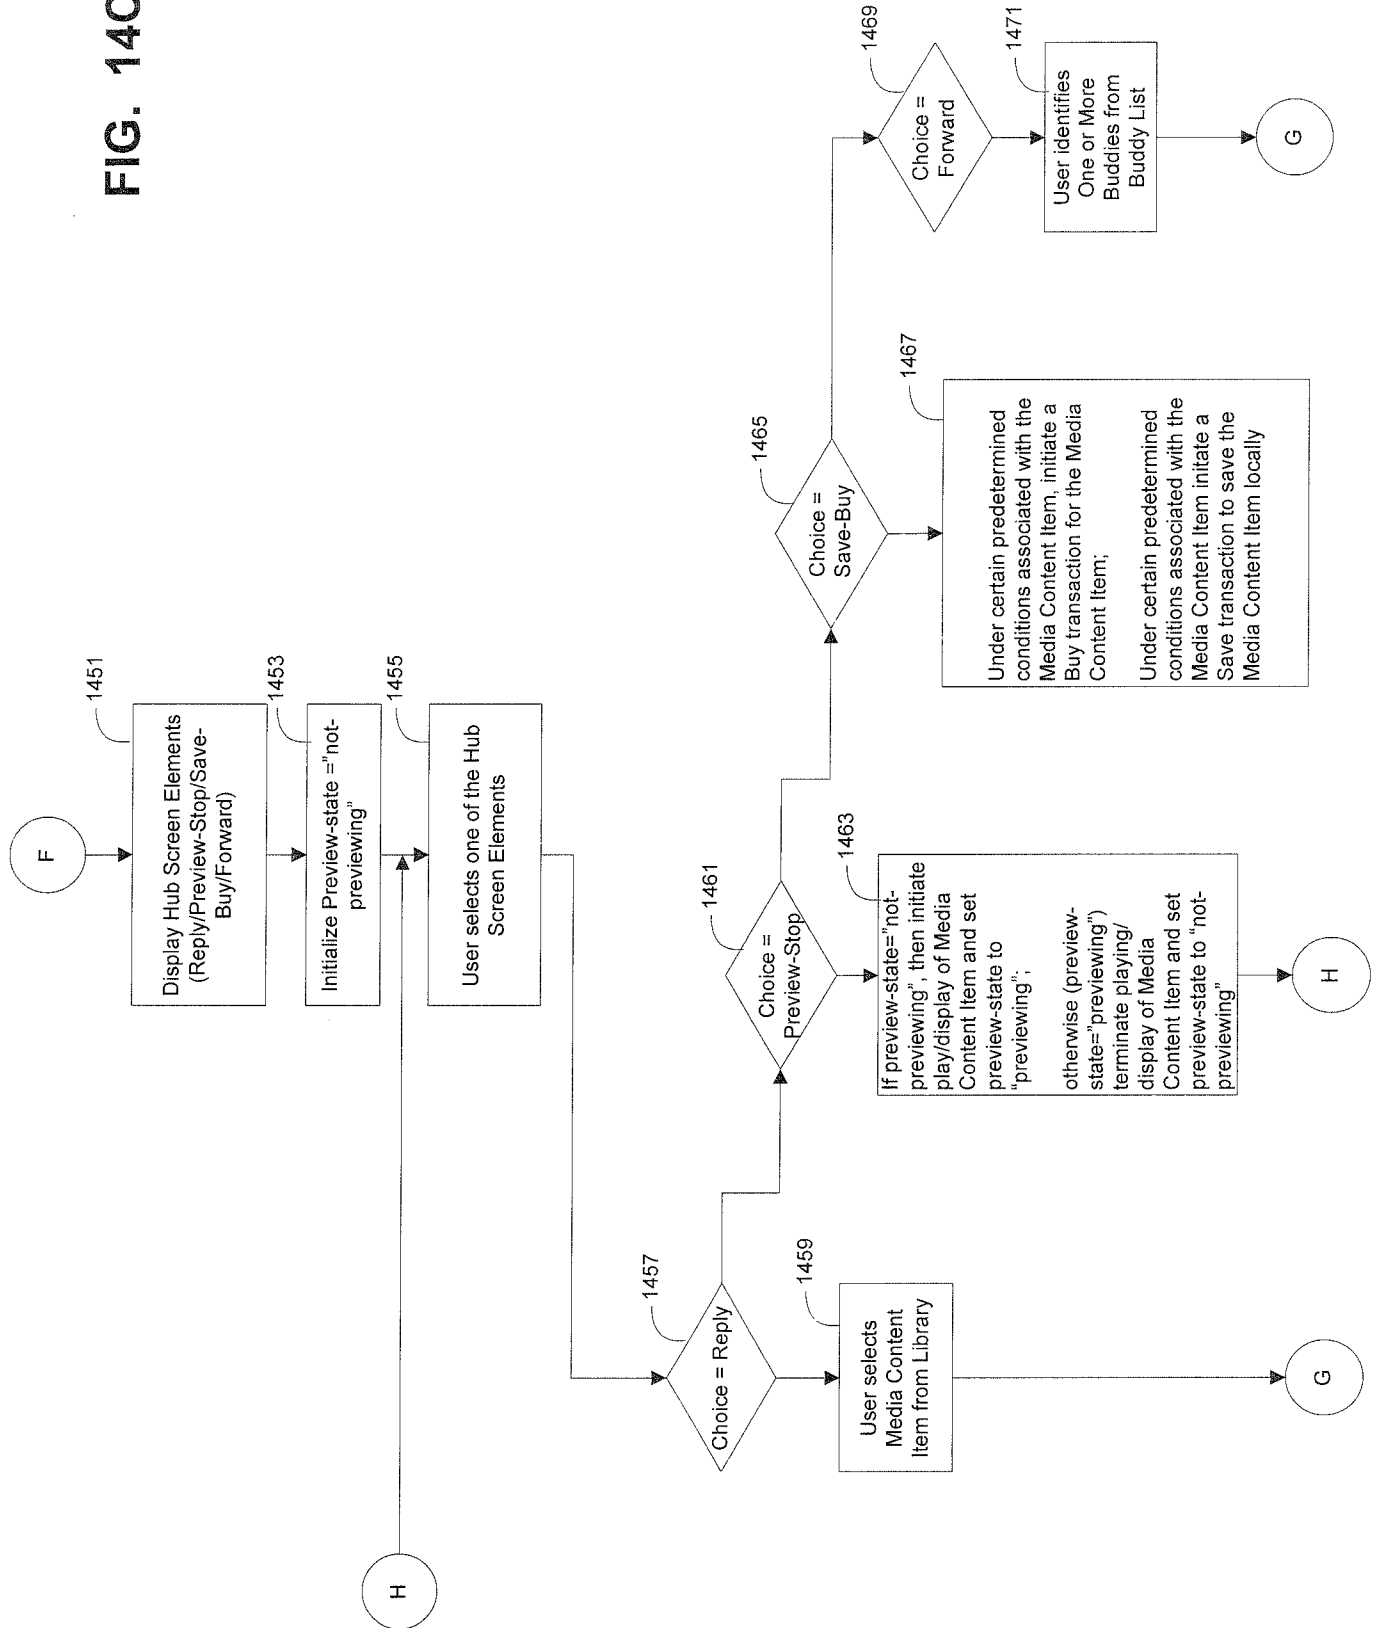 FIG. 14C
F
1451
Display Hub Screen Elements
(Reply/Preview-Stop/Save-
Buy/Forward)
1453
Initialize Preview-state ="not-
previewing"
H
1455
User selects one of the Hub
Screen Elements
1457
Choice = Reply
1459
User selects
Media Content
Item from Library
G
1461
Choice =
Preview-Stop
1463
If preview-state="not-
previewing", then initiate
play/display of Media
Content Item and set
preview-state to
"previewing";
otherwise (preview-
state="previewing")
terminate playing/
display of Media
Content Item and set
preview-state to "not-
previewing"
H
1465
Choice =
Save-Buy
1467
Under certain predetermined
conditions associated with the
Media Content Item, initiate a
Buy transaction for the Media
Content Item;
Under certain predetermined
conditions associated with the
Media Content Item initate a
Save transaction to save the
Media Content Item locally
1469
Choice =
Forward
1471
User identifies
One or More
Buddies from
Buddy List
G